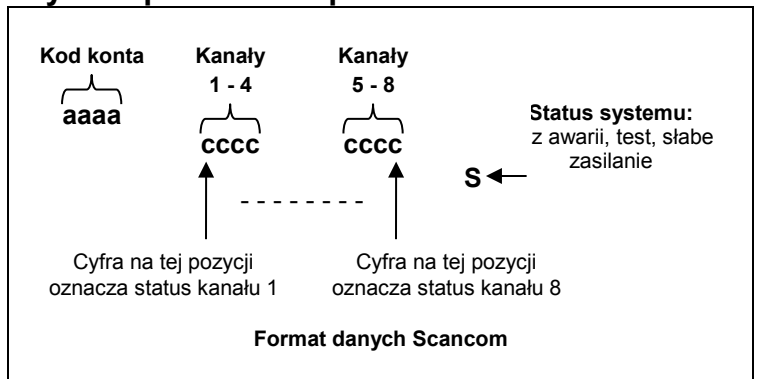 Kod konta Kanały Kanały
1 - 4 5 - 8
aaaa
cccc cccc
Status systemu:
z awarii, test, słabe
zasilanie
S
- - - - - - - -
Cyfra na tej pozycji Cyfra na tej pozycji
oznacza status kanału 1 oznacza status kanału 8
Format danych Scancom